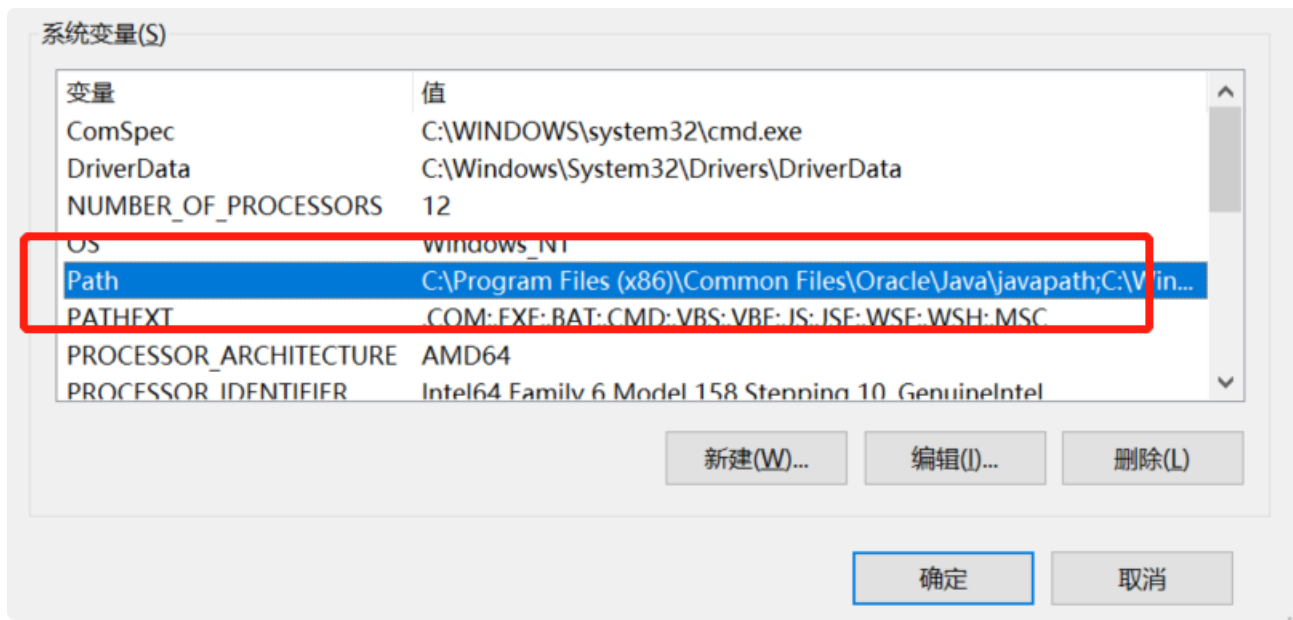 系统变量(S)
变量 值
ComSpec C:\WINDOWS\system32\cmd.exe
DriverData C:\Windows\System32\Drivers\DriverData
NUMBER_OF_PROCESSORS 12
OS Windows_NT
Path C:\Program Files (x86)\Common Files\Oracle\Java\javapath;C:\Win...
PATHEXT .COM;.EXE;.BAT;.CMD;.VBS;.VBE;.JS;.JSE;.WSF;.WSH;.MSC
PROCESSOR_ARCHITECTURE AMD64
PROCESSOR_IDENTIFIER Intel64 Family 6 Model 158 Stepping 10, GenuineIntel
新建(W)... 编辑(I)... 删除(L)
确定 取消